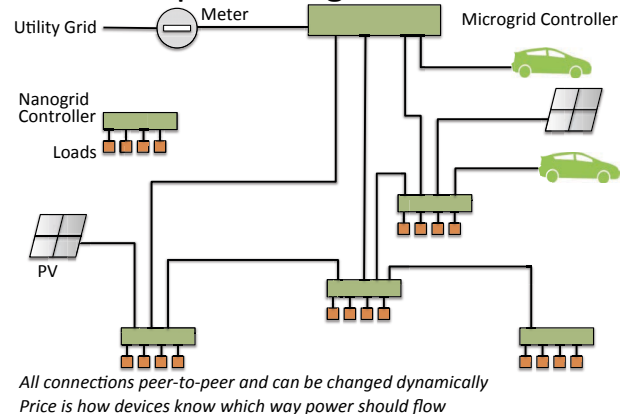 Utility Grid
Meter
Microgrid Controller
Nanogrid
Controller
Loads
PV
All connections peer-to-peer and can be changed dynamically
Price is how devices know which way power should flow